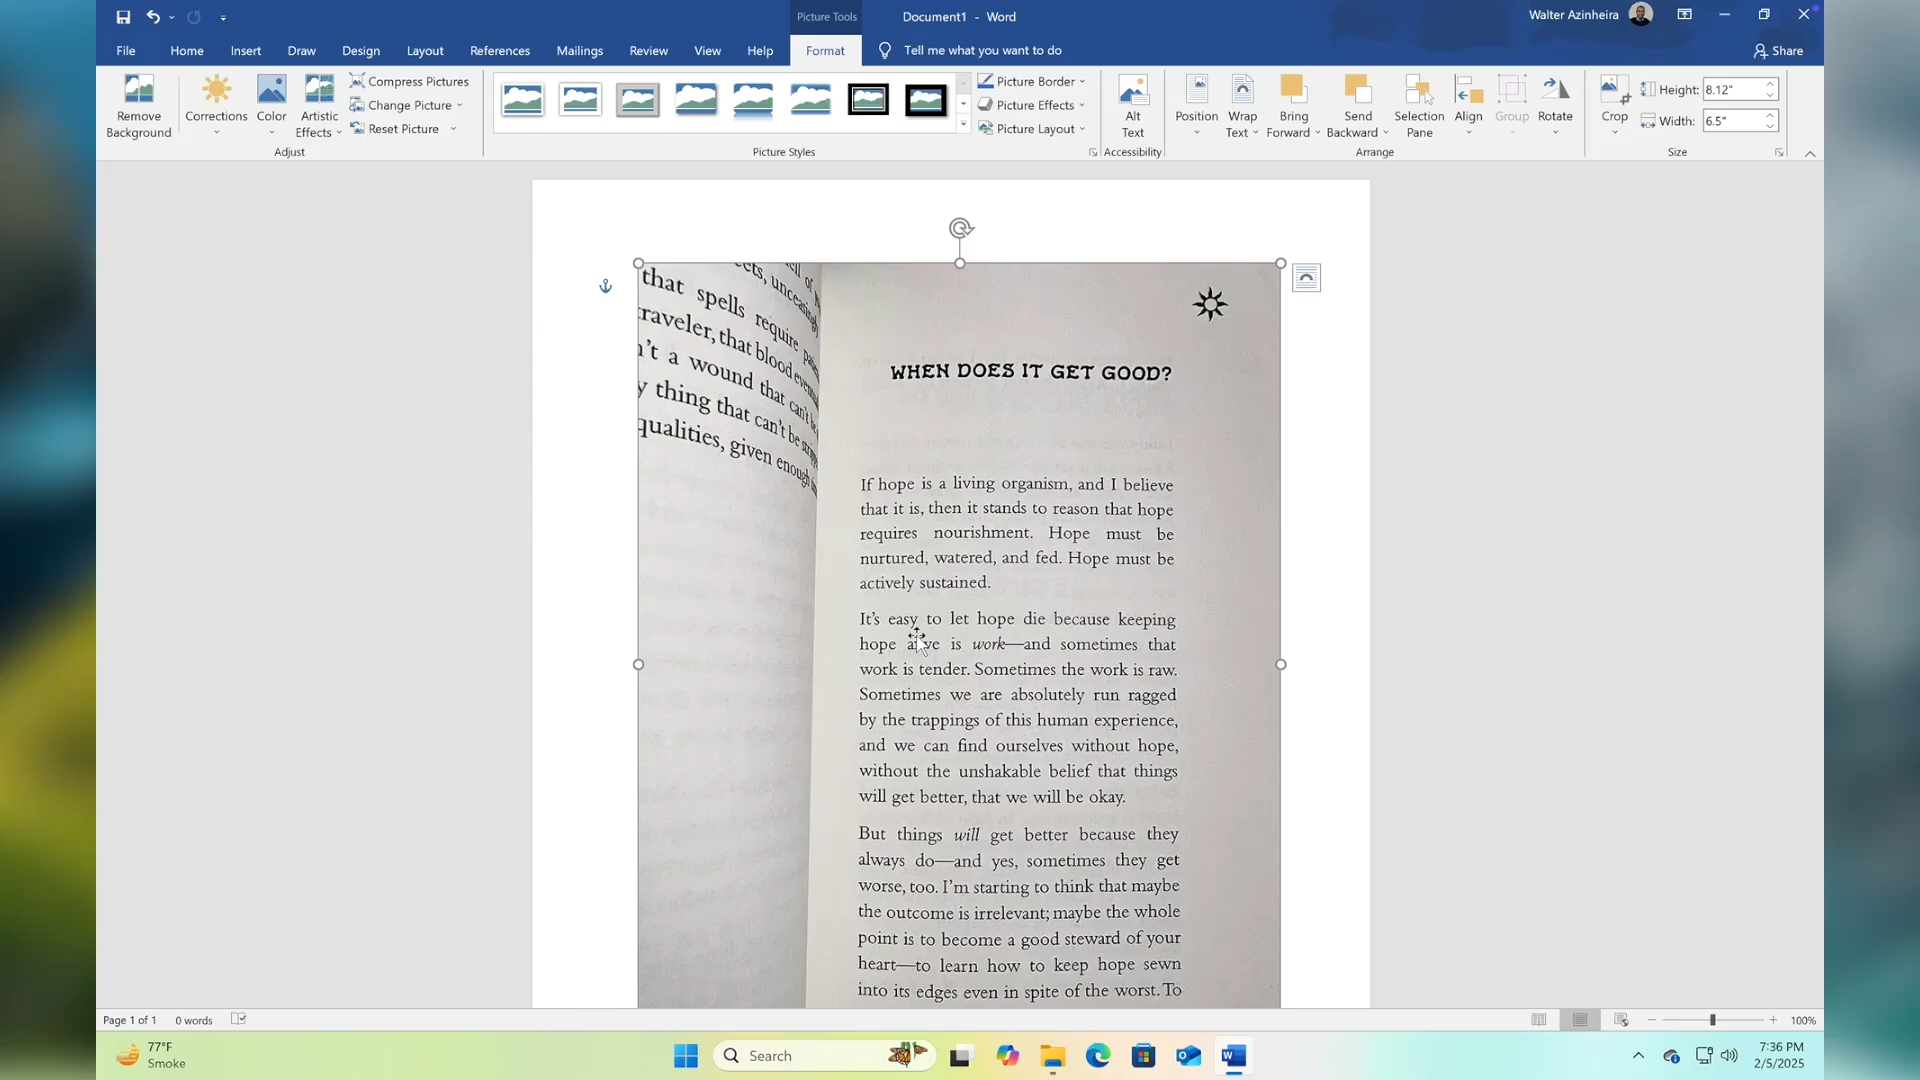 Picture Tools
Document1 - Word
Walter Azinheira
File
Home
Insert
Draw
Design
Layout
References
Mailings
Review
View
Help
Format
Tell me what you want to do
Share
Remove
Background
Corrections
Color
Artistic
Effects
Compress Pictures
Change Picture
Reset Picture
Adjust
Picture Styles
Picture Border
Picture Effects
Picture Layout
Alt
Text
Accessibility
Position
Wrap
Text
Bring
Forward
Send
Backward
Selection
Pane
Align
Group
Rotate
Arrange
Crop
Height: 8.12"
Width: 6.5"
Size
that spells require
traveler, that blood
n't a wound that can't be
y thing that can't be
qualities, given enough
WHEN DOES IT GET GOOD?
If hope is a living organism, and I believe
that it is, then it stands to reason that hope
requires nourishment. Hope must be
nurtured, watered, and fed. Hope must be
actively sustained.
It's easy to let hope die because keeping
hope alive is work—and sometimes that
work is tender. Sometimes the work is raw.
Sometimes we are absolutely run ragged
by the trappings of this human experience,
and we can find ourselves without hope,
without the unshakable belief that things
will get better, that we will be okay.
But things will get better because they
always do—and yes, sometimes they get
worse, too. I'm starting to think that maybe
the outcome is irrelevant; maybe the whole
point is to become a good steward of your
heart—to learn how to keep hope sewn
into its edges even in spite of the worst. To
Page 1 of 1
0 words
100%
77°F
Smoke
Search
7:36 PM
2/5/2025